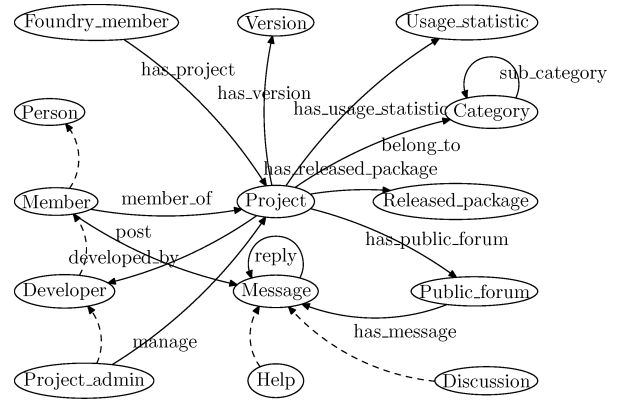 Foundry_member
Version
Usage_statistic
has_project
sub_category
has_version
has_usage_statistic
Person
Category
belong_to
has_released_package
Member
member_of
Project
Released_package
post
has_public_forum
developed_by
reply
Developer
Message
Public_forum
has_message
manage
Project_admin
Help
Discussion